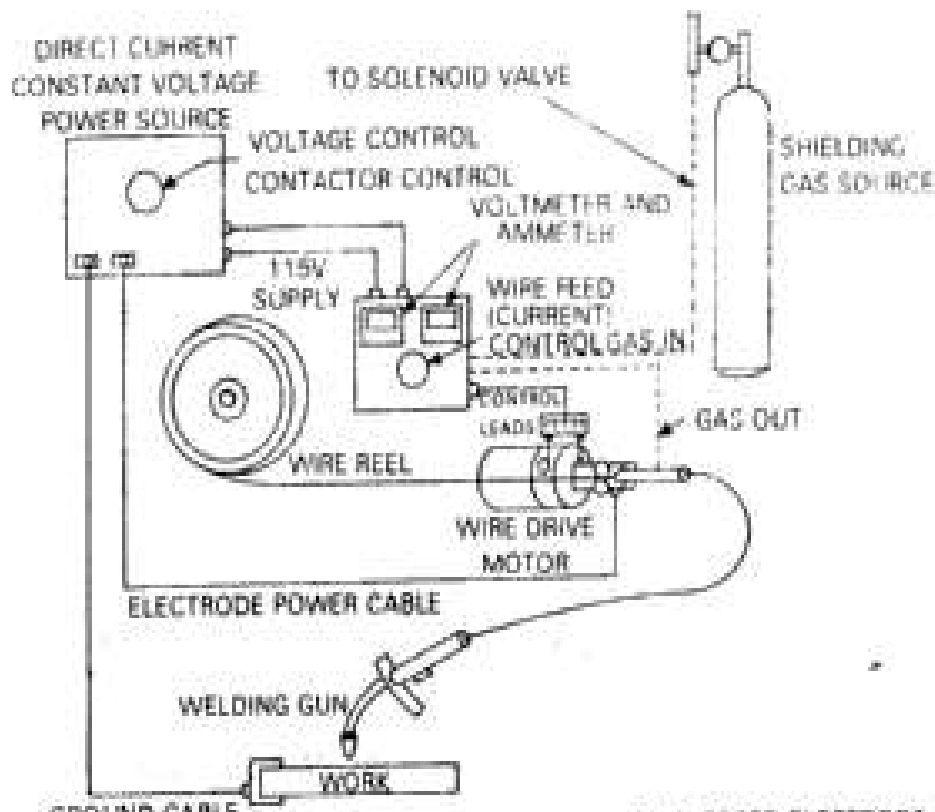 DIRECT CURRENT
CONSTANT VOLTAGE
POWER SOURCE
TO SOLENOID VALVE
VOLTAGE CONTROL
CONTACTOR CONTROL
SHIELDING
GAS SOURCE
VOLTMETER AND
AMMETER
115V
SUPPLY
WIRE FEED
(CURRENT)
CONTROL GAS IN
CONTROL
LEADS
GAS OUT
WIRE REEL
WIRE DRIVE
MOTOR
ELECTRODE POWER CABLE
WELDING GUN
WORK
GROUND CABLE